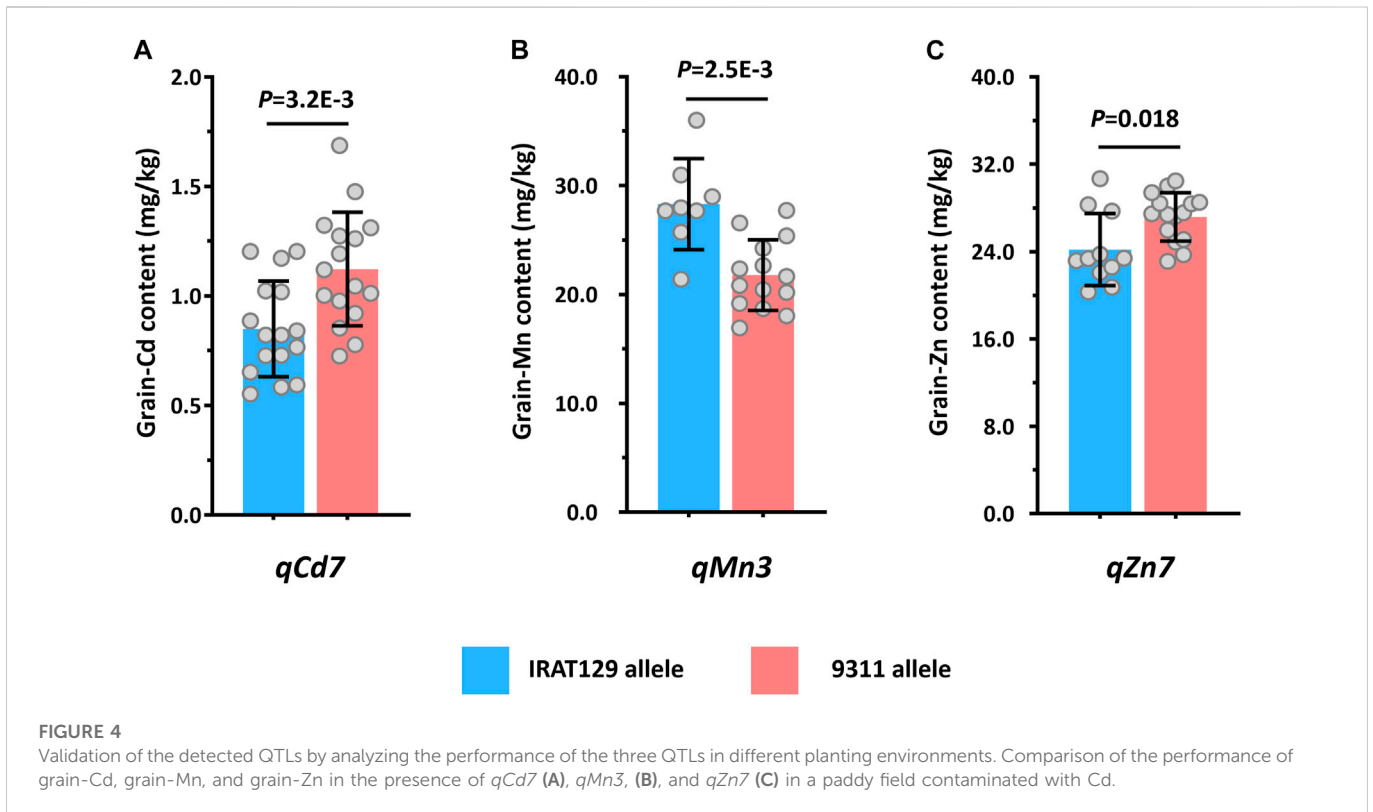 A
B
C
P=3.2E-3
P=2.5E-3
P=0.018
Grain-Cd content (mg/kg)
2.0
1.5
1.0
0.5
0.0
Grain-Mn content (mg/kg)
40.0
30.0
20.0
10.0
0.0
Grain-Zn content (mg/kg)
40.0
32.0
24.0
16.0
8.0
0.0
qCd7
qMn3
qZn7
IRAT129 allele
9311 allele
FIGURE 4
Validation of the detected QTLs by analyzing the performance of the three QTLs in different planting environments. Comparison of the performance of
grain-Cd, grain-Mn, and grain-Zn in the presence of qCd7 (A), qMn3, (B), and qZn7 (C) in a paddy field contaminated with Cd.